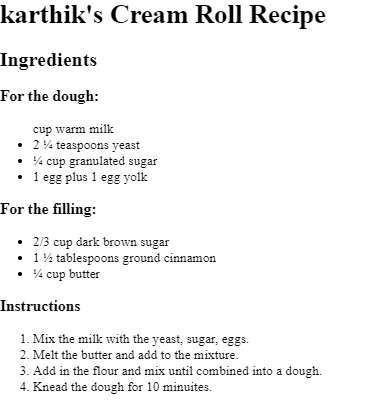 karthik's Cream Roll Recipe
Ingredients
For the dough:
cup warm milk
• 2 ¼ teaspoons yeast
• ¼ cup granulated sugar
• 1 egg plus 1 egg yolk
For the filling:
• 2/3 cup dark brown sugar
• 1 ½ tablespoons ground cinnamon
• ¼ cup butter
Instructions
1. Mix the milk with the yeast, sugar, eggs.
2. Melt the butter and add to the mixture.
3. Add in the flour and mix until combined into a dough.
4. Knead the dough for 10 minuites.